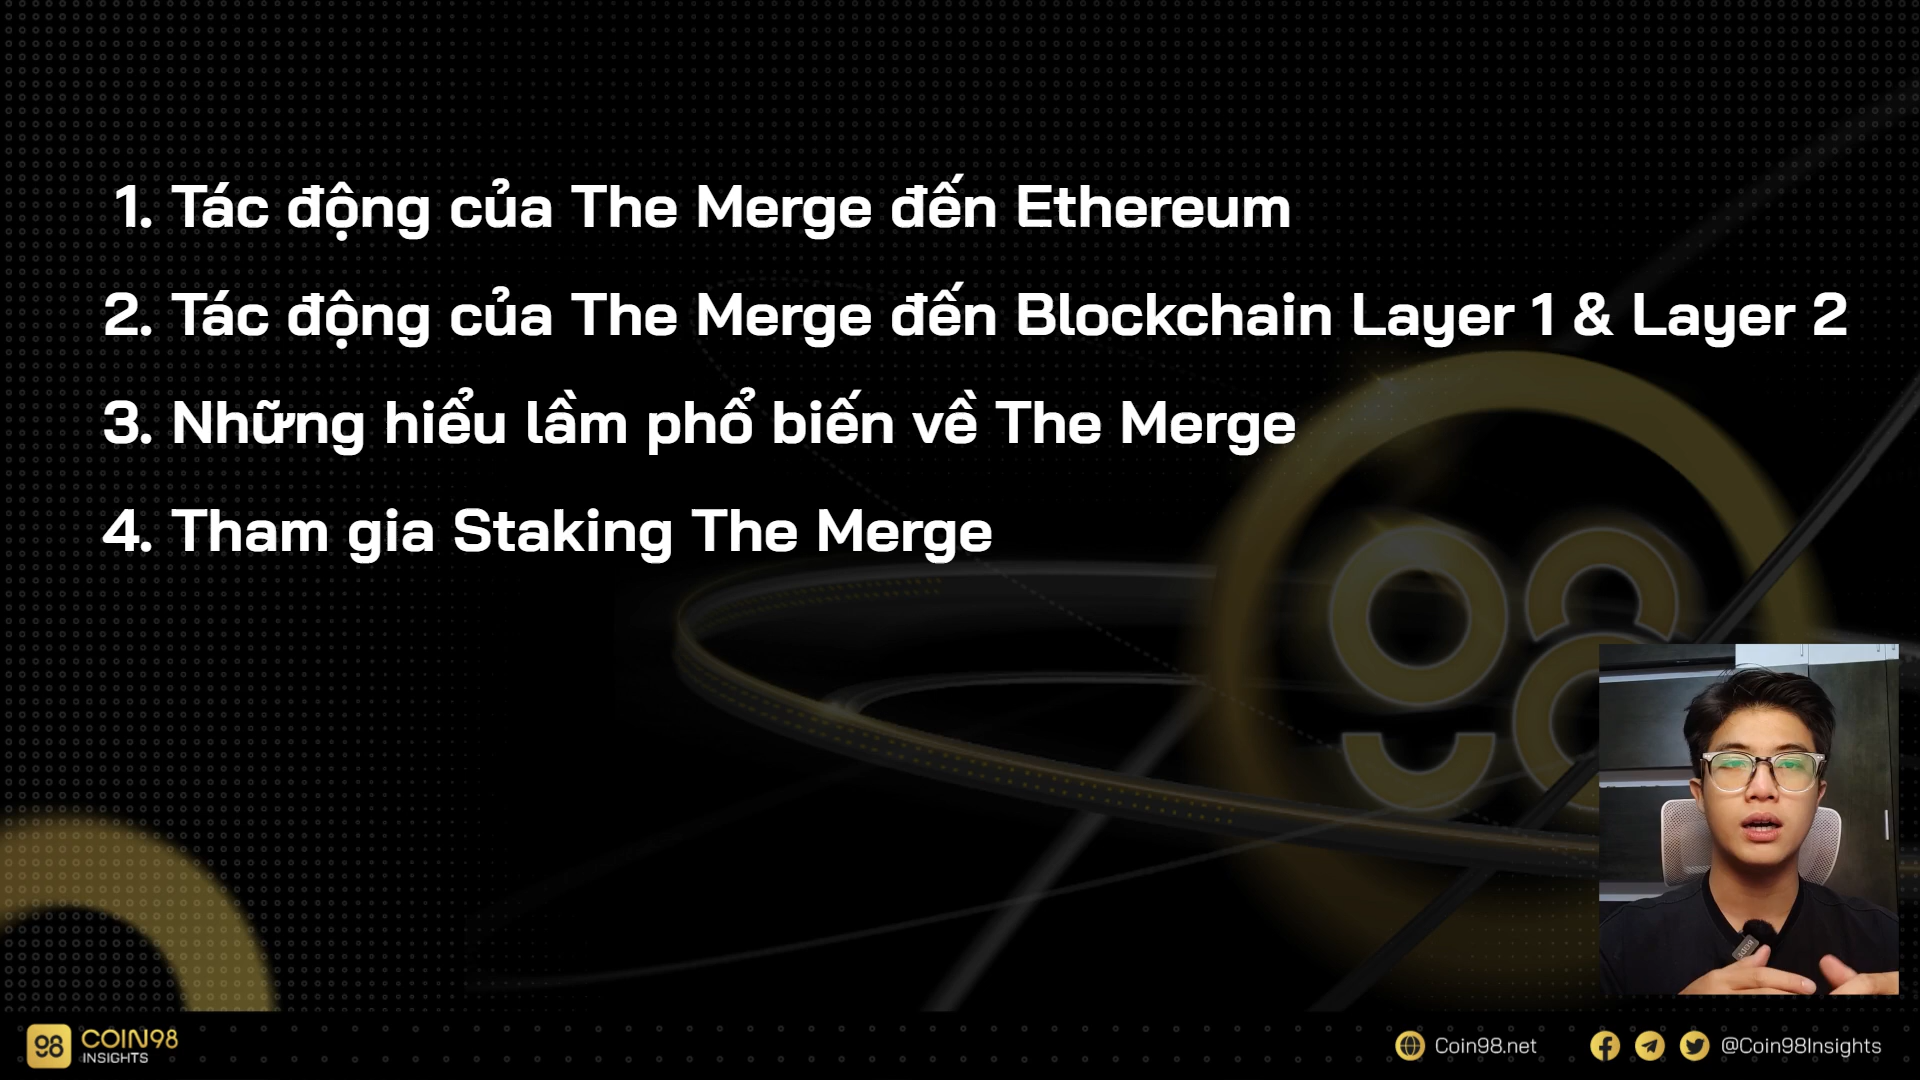 1. Tác động của The Merge đến Ethereum
2. Tác động của The Merge đến Blockchain Layer 1 & Layer 2
3. Những hiểu lầm phổ biến về The Merge
4. Tham gia Staking The Merge
98 COIN98
INSIGHTS
Coin98.net @Coin98Insights